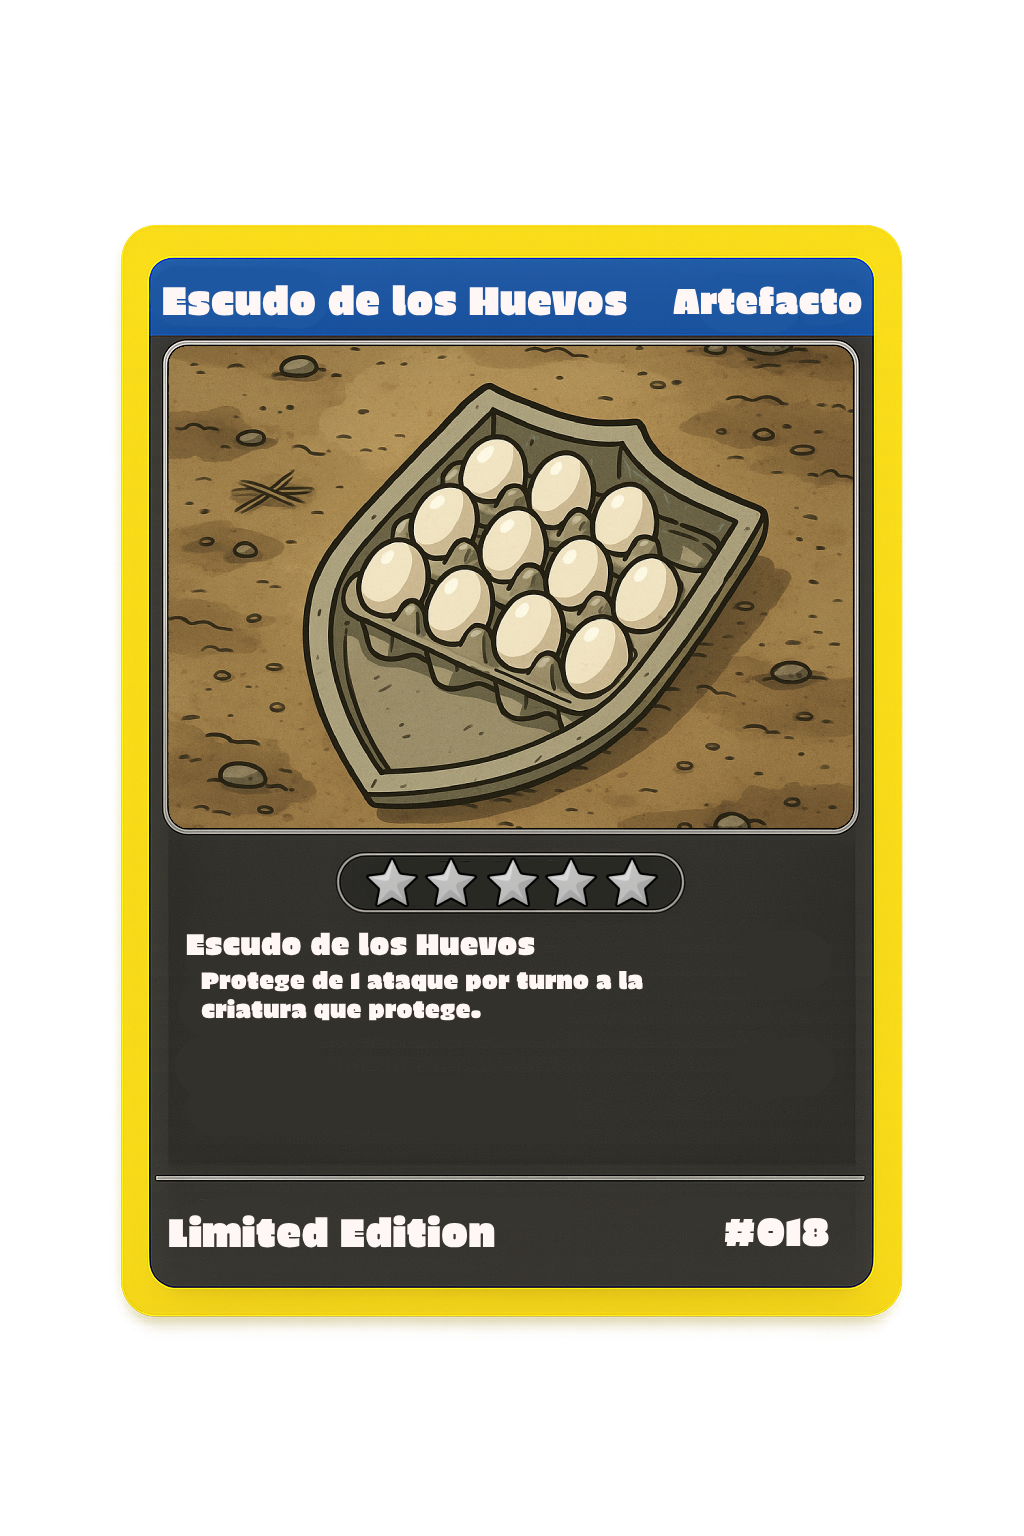 Escudo de los Huevos Artefacto
Escudo de los Huevos
Protege de 1 ataque por turno a la
criatura que protege.
Limited Edition #018